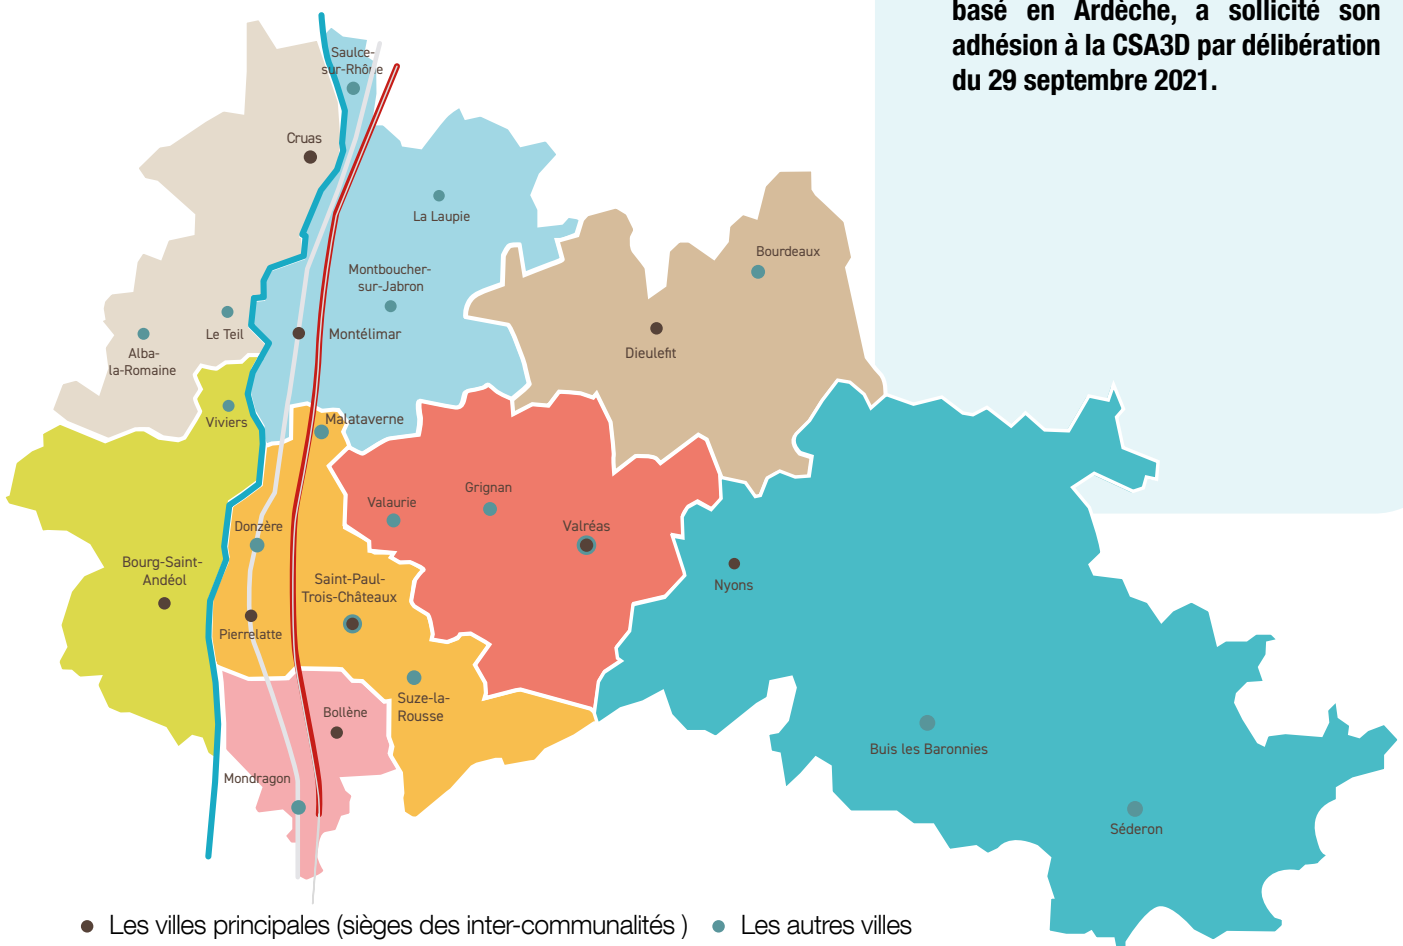 basé en Ardèche, a sollicité son
adhésion à la CSA3D par délibération
du 29 septembre 2021.
Saulce-
sur-Rhône
Cruas
La Laupie
Bourdeaux
Montboucher-
sur-Jabron
Le Teil
Montélimar
Alba-
la-Romaine
Dieulefit
Viviers
Malataverne
Valaurie
Grignan
Donzère
Valréas
Bourg-Saint-
Andéol
Saint-Paul-
Trois-Châteaux
Nyons
Pierrelatte
Suze-la-
Rousse
Bollène
Buis les Baronnies
Mondragon
Séderon
Les villes principales (sièges des inter-communalités )
Les autres villes